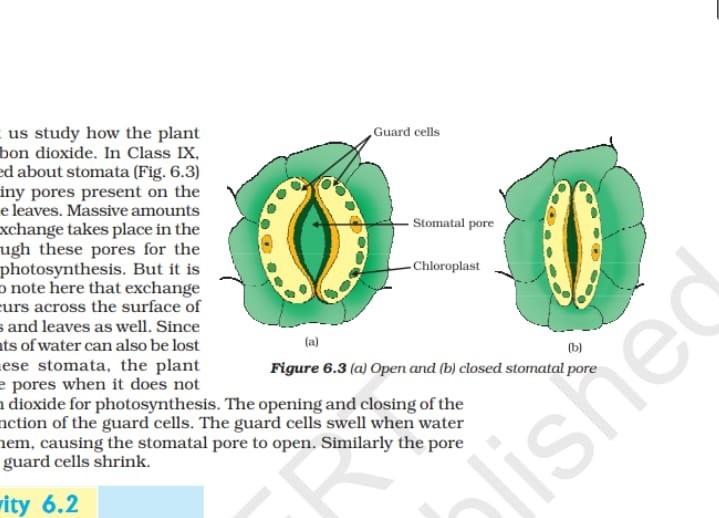 us study how the plant
bon dioxide. In Class IX,
ed about stomata (Fig. 6.3)
iny pores present on the
e leaves. Massive amounts
xchange takes place in the
ugh these pores for the
photosynthesis. But it is
o note here that exchange
curs across the surface of
s and leaves as well. Since
nts of water can also be lost
ese stomata, the plant
e pores when it does not
n dioxide for photosynthesis. The opening and closing of the
nction of the guard cells. The guard cells swell when water
hem, causing the stomatal pore to open. Similarly the pore
guard cells shrink.
Guard cells
Stomatal pore
Chloroplast
(a)
(b)
Figure 6.3 (a) Open and (b) closed stomatal pore
vity 6.2
ERT
blished